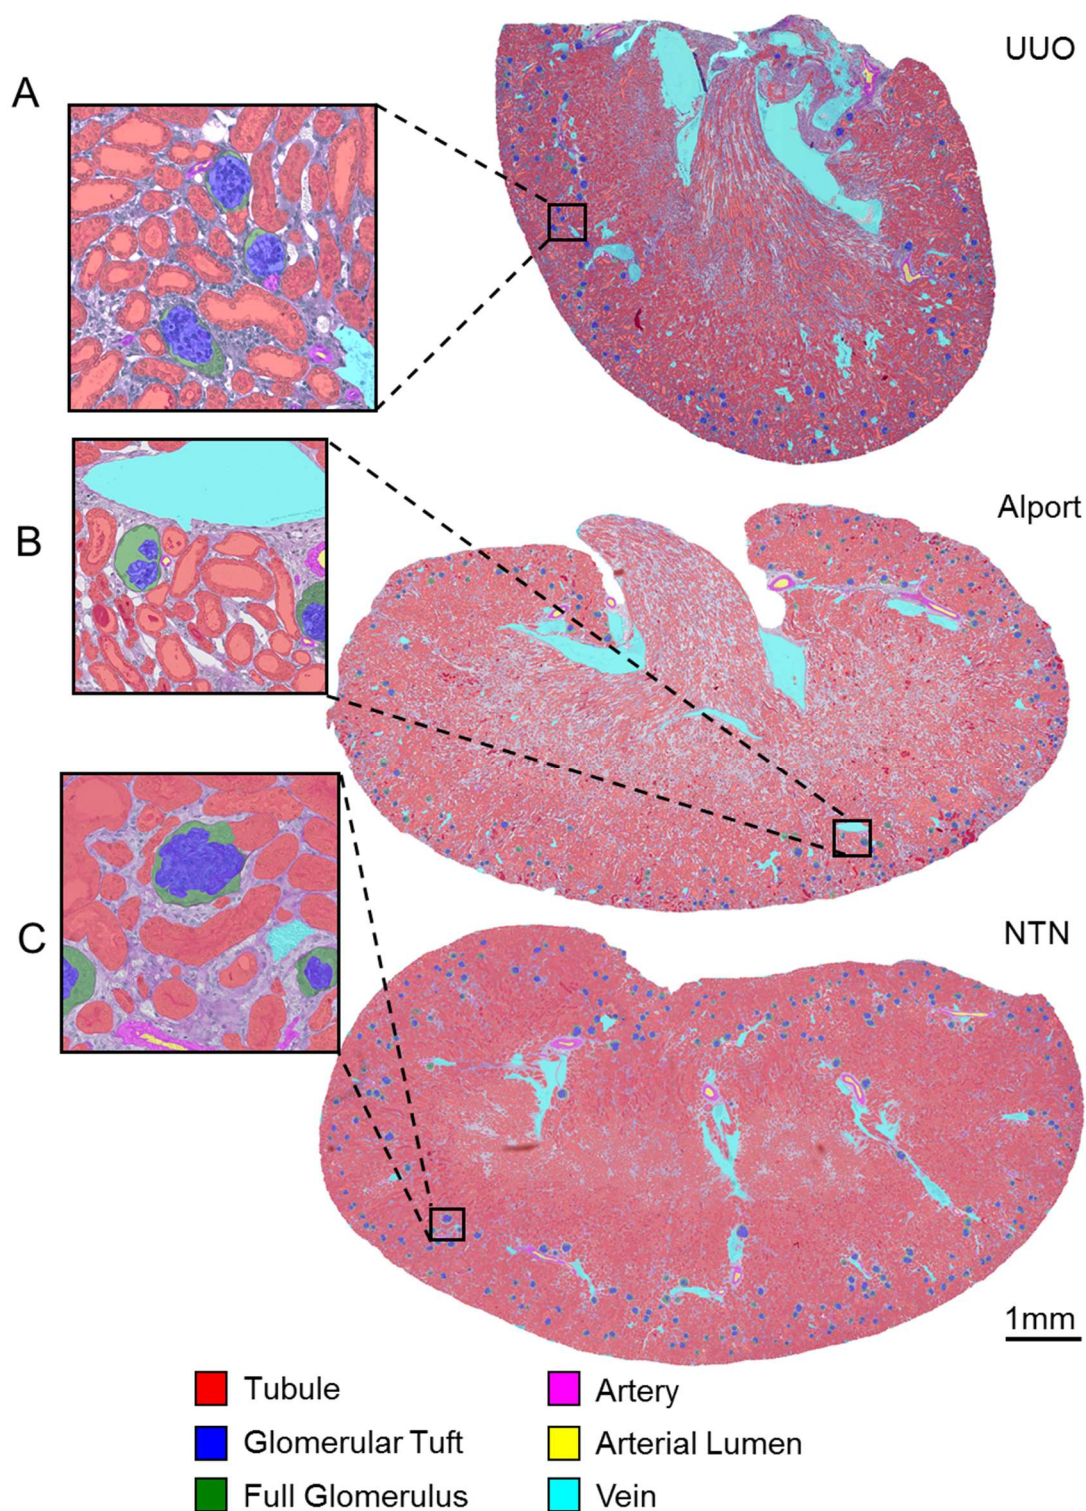 UUO
A
Alport
B
NTN
C
1mm
Tubule
Artery
Glomerular Tuft
Arterial Lumen
Full Glomerulus
Vein